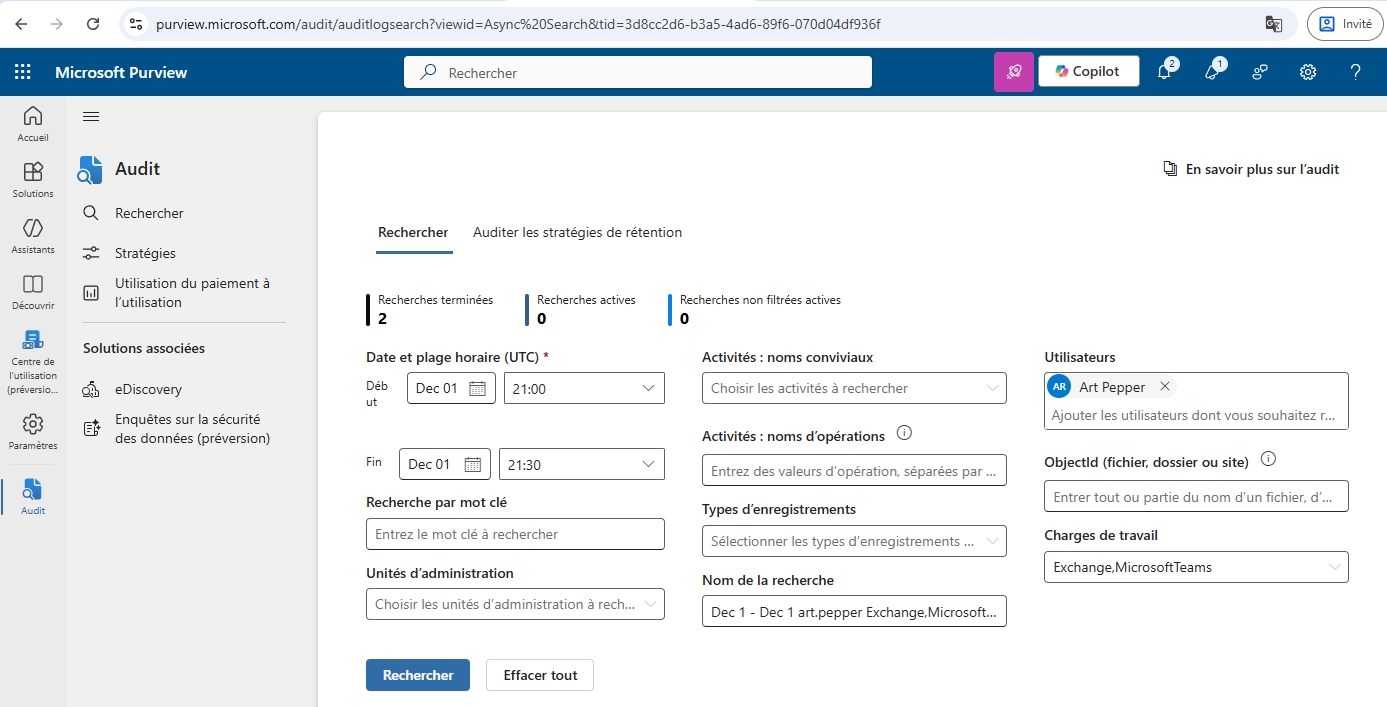 purview.microsoft.com/audit/auditlogsearch?viewid=Async%20Search&tid=3d8cc2d6-b3a5-4ad6-89f6-070d04df936f
Invité
Microsoft Purview
Rechercher
Copilot
2
1
Accueil
Solutions
Assistants
Découvrir
Centre de
l'utilisation
(préversio...
Paramètres
Audit
Audit
Rechercher
Stratégies
Utilisation du paiement à
l'utilisation
Solutions associées
eDiscovery
Enquêtes sur la sécurité
des données (préversion)
En savoir plus sur l'audit
Rechercher
Auditer les stratégies de rétention
Recherches terminées
2
Recherches actives
0
Recherches non filtrées actives
0
Date et plage horaire (UTC) *
Déb
ut
Dec 01
21:00
Fin
Dec 01
21:30
Recherche par mot clé
Entrez le mot clé à rechercher
Unités d'administration
Choisir les unités d'administration à rech...
Activités : noms conviviaux
Choisir les activités à rechercher
Activités : noms d'opérations
Entrez des valeurs d'opération, séparées par ...
Types d'enregistrements
Sélectionner les types d'enregistrements ...
Nom de la recherche
Dec 1 - Dec 1 art.pepper Exchange,Microsoft...
Utilisateurs
AR
Art Pepper
Ajouter les utilisateurs dont vous souhaitez r...
ObjectId (fichier, dossier ou site)
Entrer tout ou partie du nom d'un fichier, d'...
Charges de travail
Exchange,MicrosoftTeams
Rechercher
Effacer tout